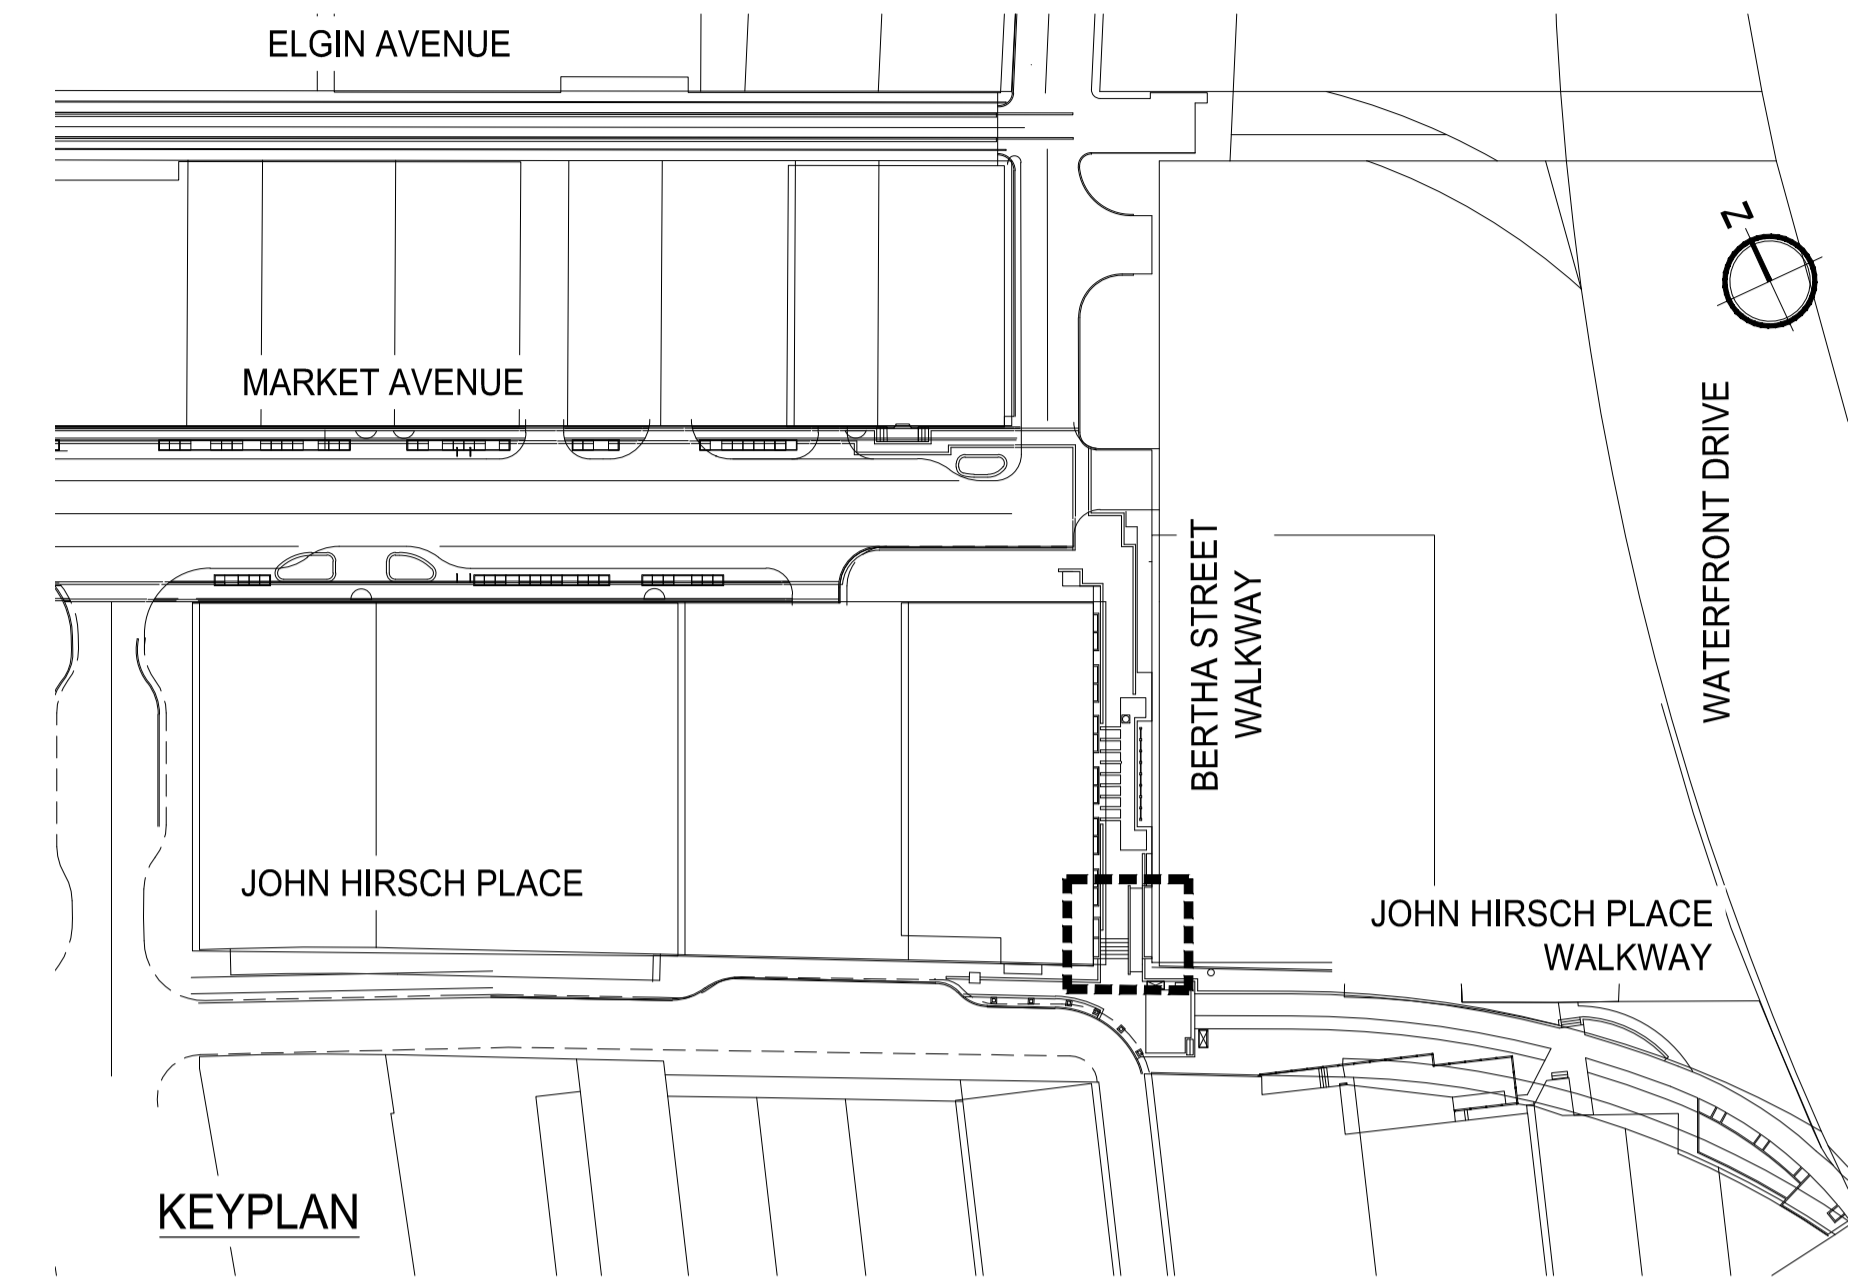 ELGIN AVENUE
N
MARKET AVENUE
WATERFRONT DRIVE
BERTHA STREET
WALKWAY
JOHN HIRSCH PLACE
JOHN HIRSCH PLACE
WALKWAY
KEYPLAN